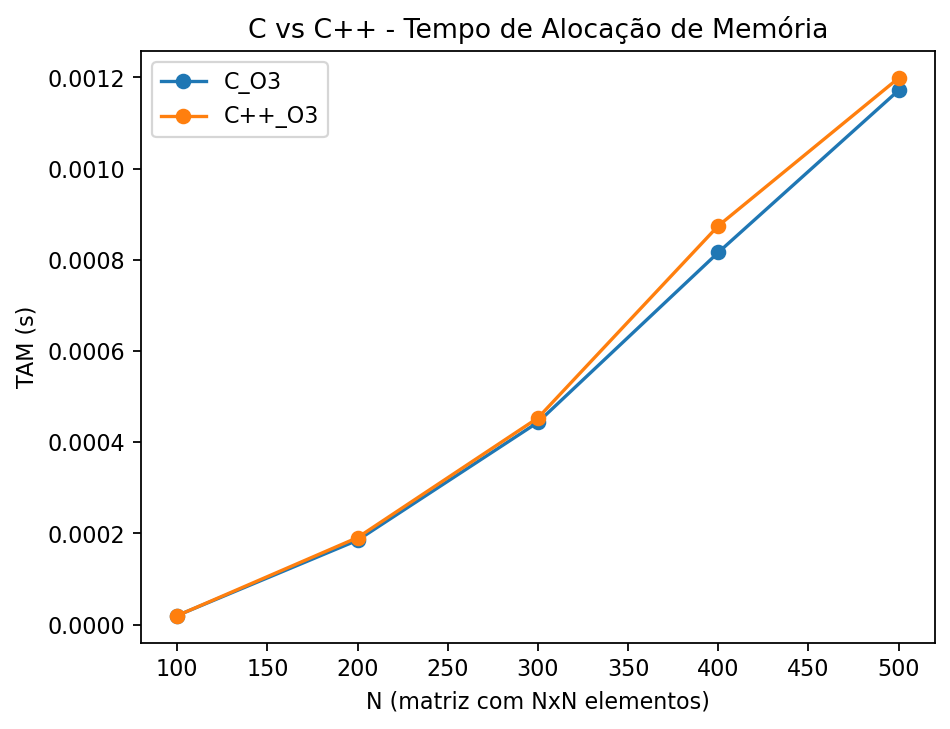 C vs C++ - Tempo de Alocação de Memória
C_O3
C++_O3
TAM (s)
0.0012
0.0010
0.0008
0.0006
0.0004
0.0002
0.0000
100 150 200 250 300 350 400 450 500
N (matriz com NxN elementos)